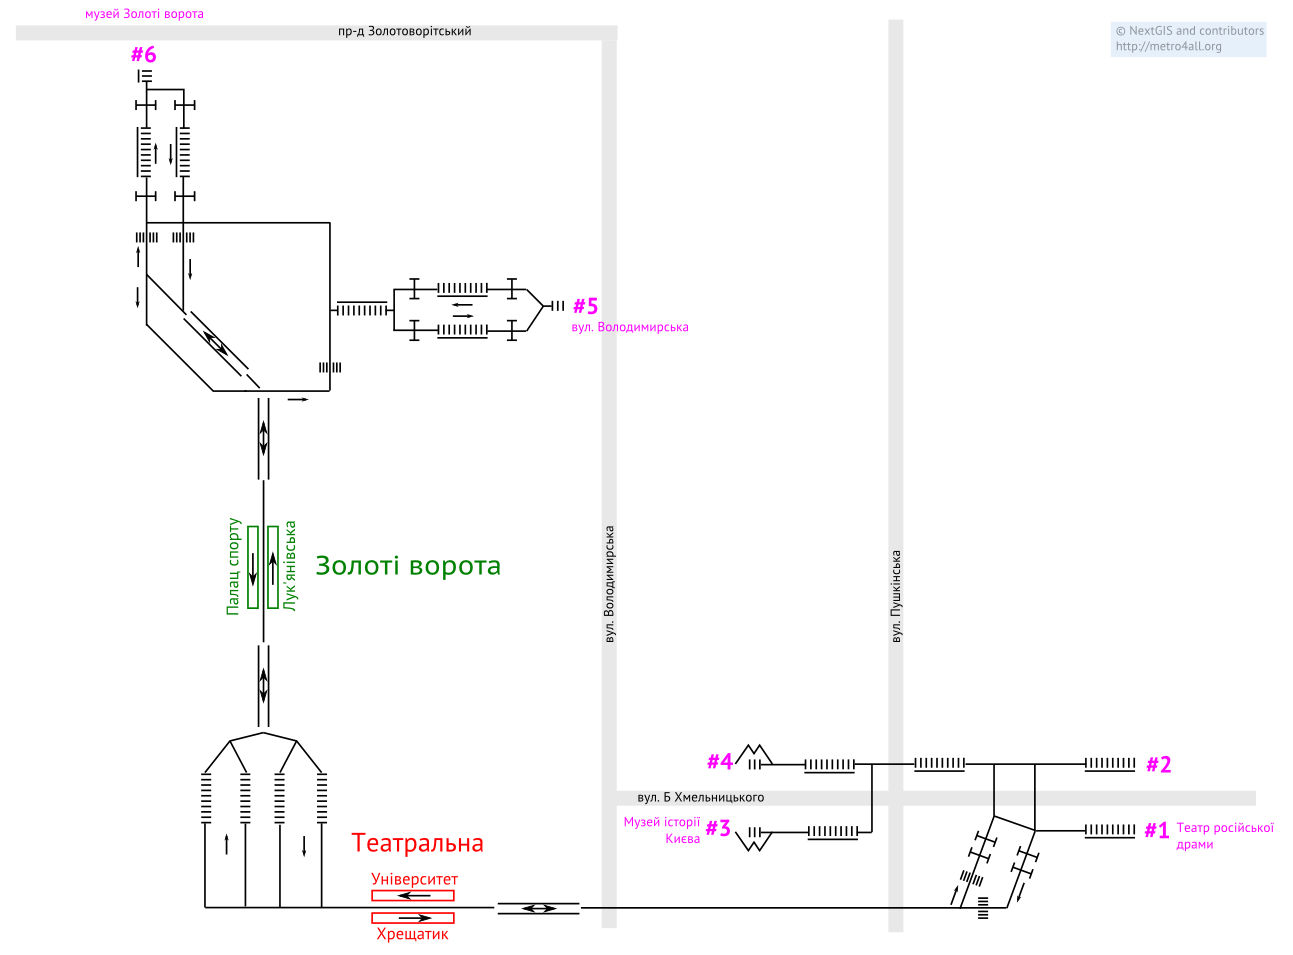 музей Золоті ворота
пр-д Золотоворітський
© NextGIS and contributors
http://metro4all.org
#6
#5
вул. Володимирська
Палац спорту
Лук'янівська
Золоті ворота
вул. Володимирська
вул. Пушкінська
#4
#2
вул. Б Хмельницького
Музей історії
Києва
#3
#1
Театр російської
драми
Театральна
Університет
Хрещатик